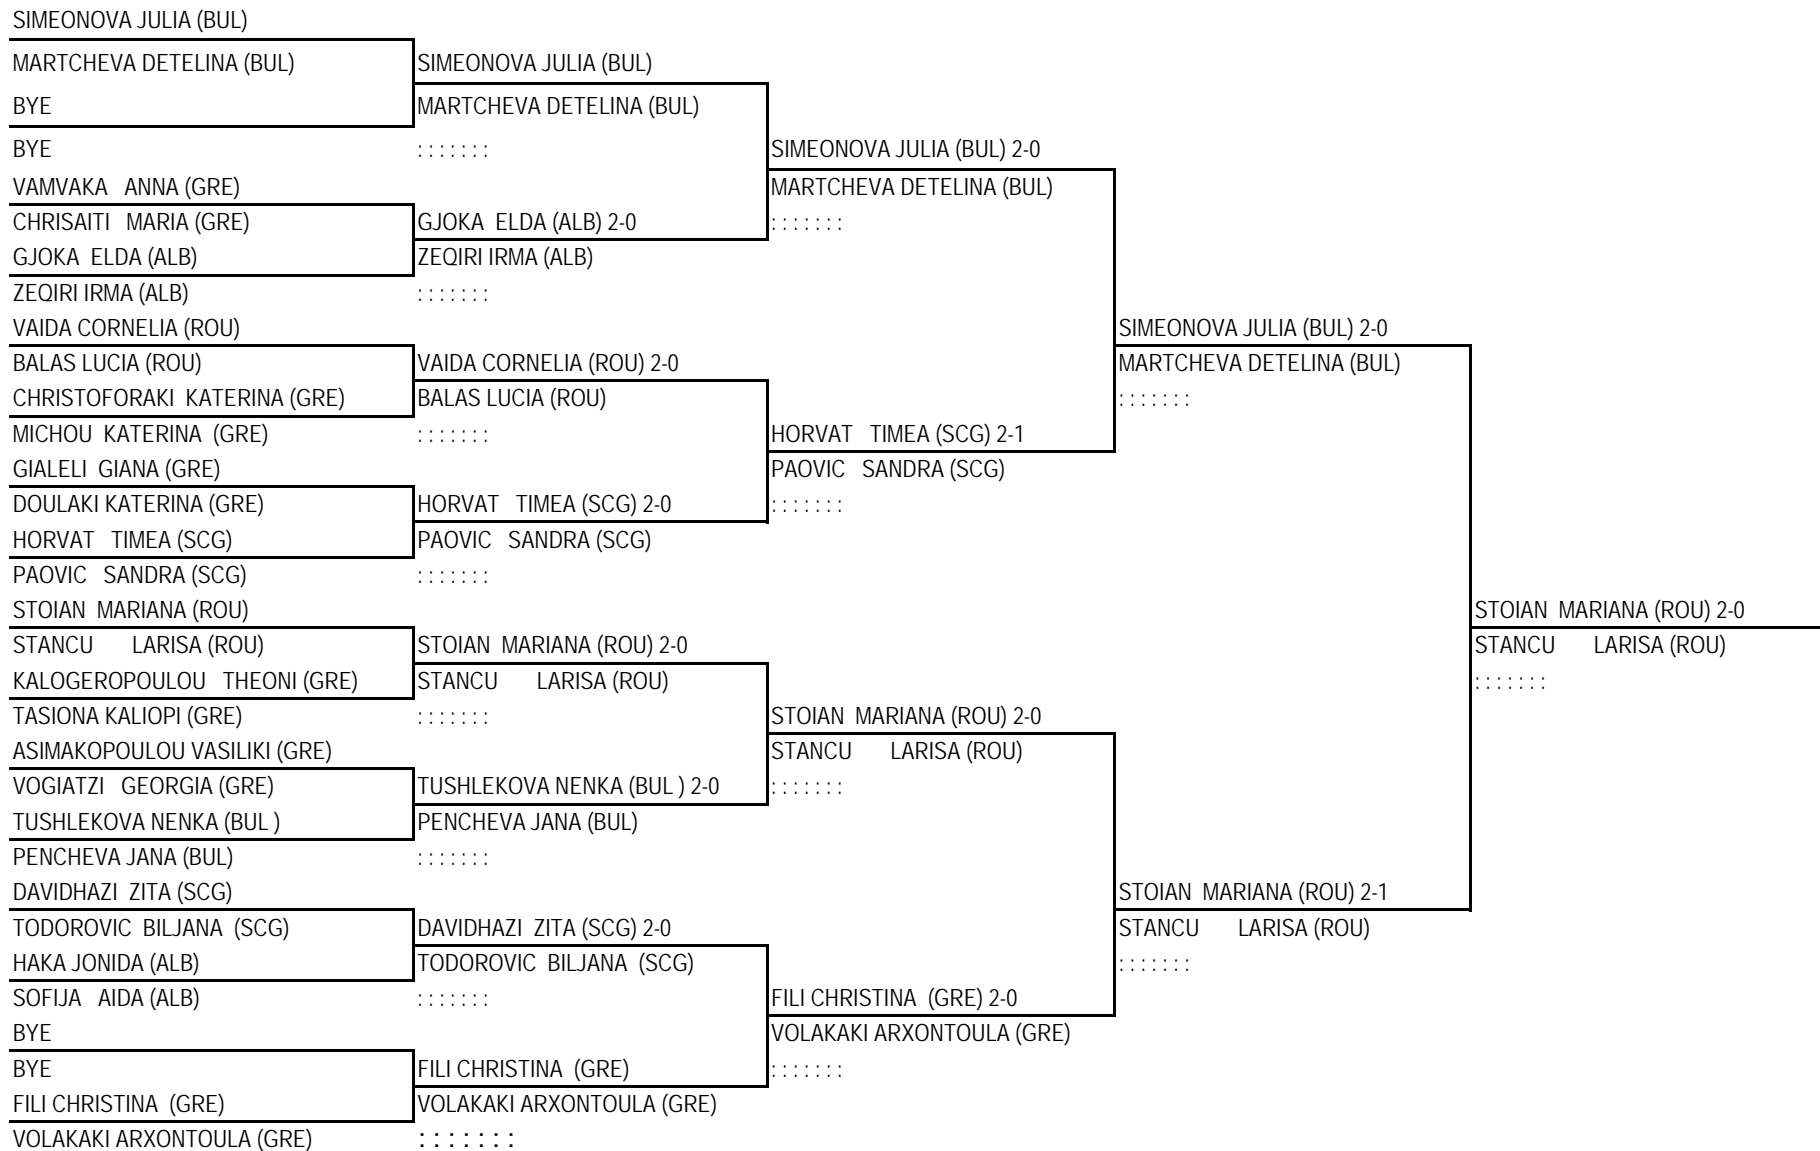 SIMEONOVA JULIA (BUL)
MARTCHEVA DETELINA (BUL) SIMEONOVA JULIA (BUL)
BYE MARTCHEVA DETELINA (BUL)
BYE : : : : : : : SIMEONOVA JULIA (BUL) 2-0
VAMVAKA ANNA (GRE) MARTCHEVA DETELINA (BUL)
CHRISAITI MARIA (GRE) GJOKA ELDA (ALB) 2-0 : : : : : : :
GJOKA ELDA (ALB) ZEQIRI IRMA (ALB)
ZEQIRI IRMA (ALB) : : : : : : :
VAIDA CORNELIA (ROU) SIMEONOVA JULIA (BUL) 2-0
BALAS LUCIA (ROU) VAIDA CORNELIA (ROU) 2-0 MARTCHEVA DETELINA (BUL)
CHRISTOFORAKI KATERINA (GRE) BALAS LUCIA (ROU) : : : : : : :
MICHOU KATERINA (GRE) : : : : : : : HORVAT TIMEA (SCG) 2-1
GIALELI GIANA (GRE) PAOVIC SANDRA (SCG)
DOULAKI KATERINA (GRE) HORVAT TIMEA (SCG) 2-0 : : : : : : :
HORVAT TIMEA (SCG) PAOVIC SANDRA (SCG)
PAOVIC SANDRA (SCG) : : : : : : :
STOIAN MARIANA (ROU) STOIAN MARIANA (ROU) 2-0
STANCU LARISA (ROU) STOIAN MARIANA (ROU) 2-0 STANCU LARISA (ROU)
KALOGEROPOULOU THEONI (GRE) STANCU LARISA (ROU) : : : : : : :
TASIONA KALIOPI (GRE) : : : : : : : STOIAN MARIANA (ROU) 2-0
ASIMAKOPOULOU VASILIKI (GRE) STANCU LARISA (ROU)
VOGIATZI GEORGIA (GRE) TUSHLEKOVA NENKA (BUL ) 2-0 : : : : : : :
TUSHLEKOVA NENKA (BUL ) PENCHEVA JANA (BUL)
PENCHEVA JANA (BUL) : : : : : : :
DAVIDHAZI ZITA (SCG) STOIAN MARIANA (ROU) 2-1
TODOROVIC BILJANA (SCG) DAVIDHAZI ZITA (SCG) 2-0 STANCU LARISA (ROU)
HAKA JONIDA (ALB) TODOROVIC BILJANA (SCG) : : : : : : :
SOFIJA AIDA (ALB) : : : : : : : FILI CHRISTINA (GRE) 2-0
BYE VOLAKAKI ARXONTOULA (GRE)
BYE FILI CHRISTINA (GRE) : : : : : : :
FILI CHRISTINA (GRE) VOLAKAKI ARXONTOULA (GRE)
VOLAKAKI ARXONTOULA (GRE) : : : : : : :